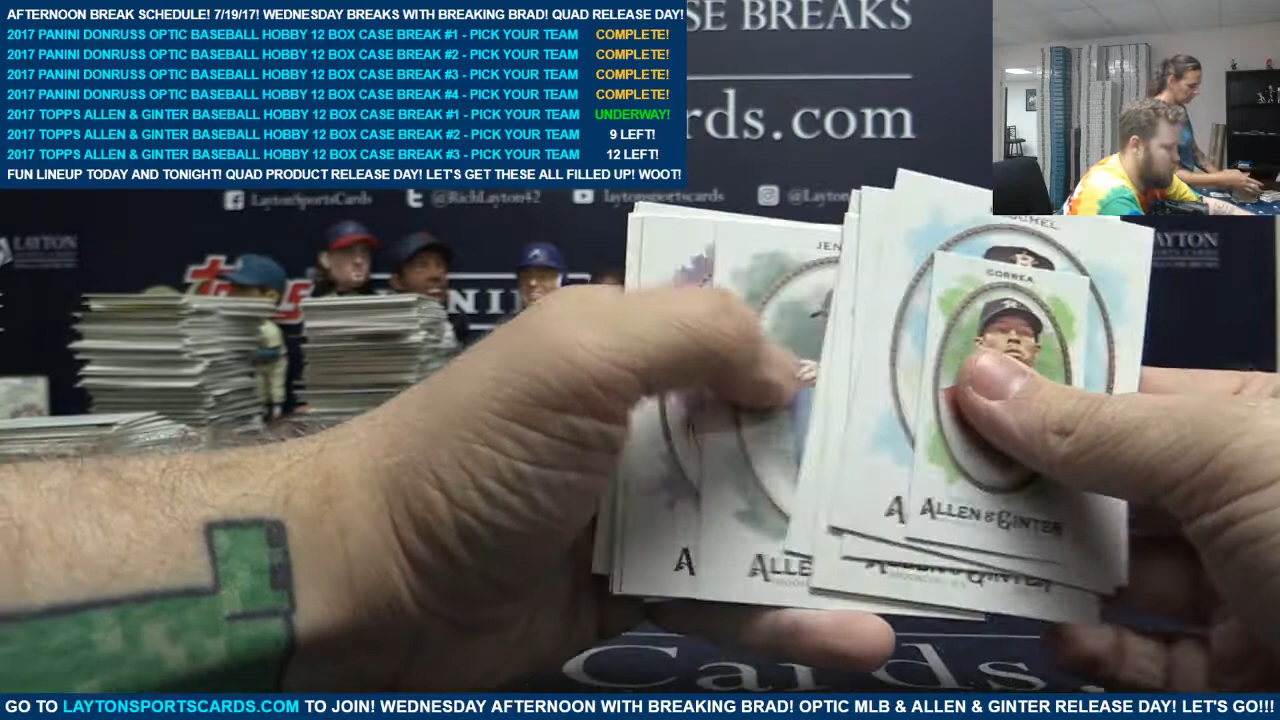 AFTERNOON BREAK SCHEDULE! 7/19/17! WEDNESDAY BREAKS WITH BREAKING BRAD! QUAD RELEASE DAY!
2017 PANINI DONRUSS OPTIC BASEBALL HOBBY 12 BOX CASE BREAK #1 - PICK YOUR TEAM COMPLETE!
2017 PANINI DONRUSS OPTIC BASEBALL HOBBY 12 BOX CASE BREAK #2 - PICK YOUR TEAM COMPLETE!
2017 PANINI DONRUSS OPTIC BASEBALL HOBBY 12 BOX CASE BREAK #3 - PICK YOUR TEAM COMPLETE!
2017 PANINI DONRUSS OPTIC BASEBALL HOBBY 12 BOX CASE BREAK #4 - PICK YOUR TEAM COMPLETE!
2017 TOPPS ALLEN & GINTER BASEBALL HOBBY 12 BOX CASE BREAK #1 - PICK YOUR TEAM UNDERWAY!
2017 TOPPS ALLEN & GINTER BASEBALL HOBBY 12 BOX CASE BREAK #2 - PICK YOUR TEAM 9 LEFT!
2017 TOPPS ALLEN & GINTER BASEBALL HOBBY 12 BOXCASE BREAK #3 - PICK YOUR TEAM 12 LEFT!
FUN LINEUP TODAY AND TONIGHT! QUAD PRODUCT RELEASE DAY! LET'S GET THESE ALL FILLED UP! WOOT!
SE BREAKS
rds.com
LaytonSportsCards @RichLayton42 @Layton
LAYTON
LAYTON
JEN
CORREA
A ALLEN & GINTER
A ALLE
Cards.
GO TO LAYTONSPORTSCARDS.COM TO JOIN! WEDNESDAY AFTERNOON WITH BREAKING BRAD! OPTIC MLB & ALLEN & GINTER RELEASE DAY! LET'S GO!!!